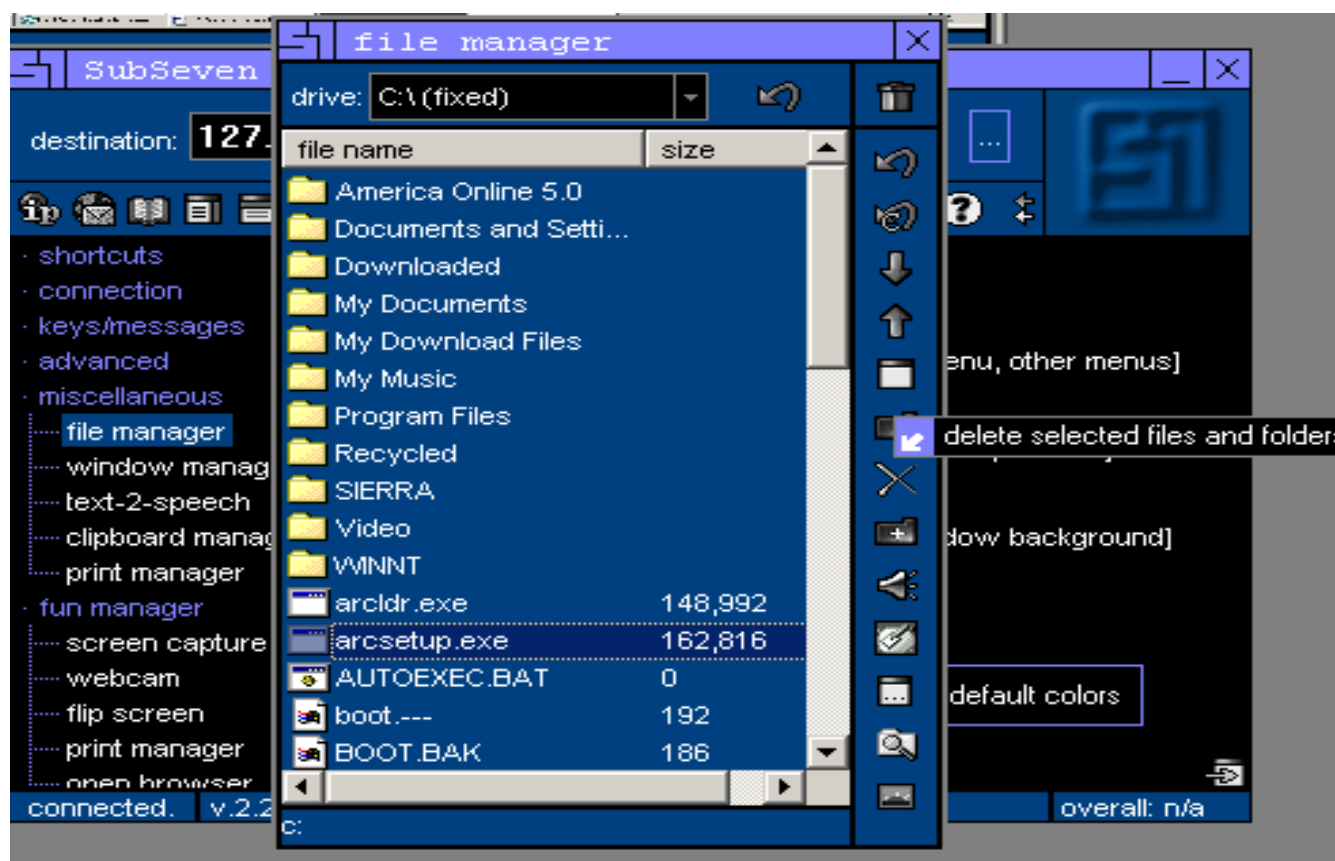 file manager
SubSeven
drive: C:\ (fixed)
destination: 127.
...
file name size
ip
?
America Online 5.0
Documents and Setti...
Downloaded
My Documents
My Download Files
My Music
Program Files
Recycled
SIERRA
Video
WINNT
arcldr.exe 148,992
arcsetup.exe 162,816
AUTOEXEC.BAT 0
boot.--- 192
BOOT.BAK 186
c:
· shortcuts
· connection
· keys/messages
· advanced
· miscellaneous
file manager
window manag
text-2-speech
clipboard manag
print manager
· fun manager
screen capture
webcam
flip screen
print manager
open browser
enu, other menus]
delete selected files and folders
dow background]
default colors
connected. v.2.2
overall: n/a